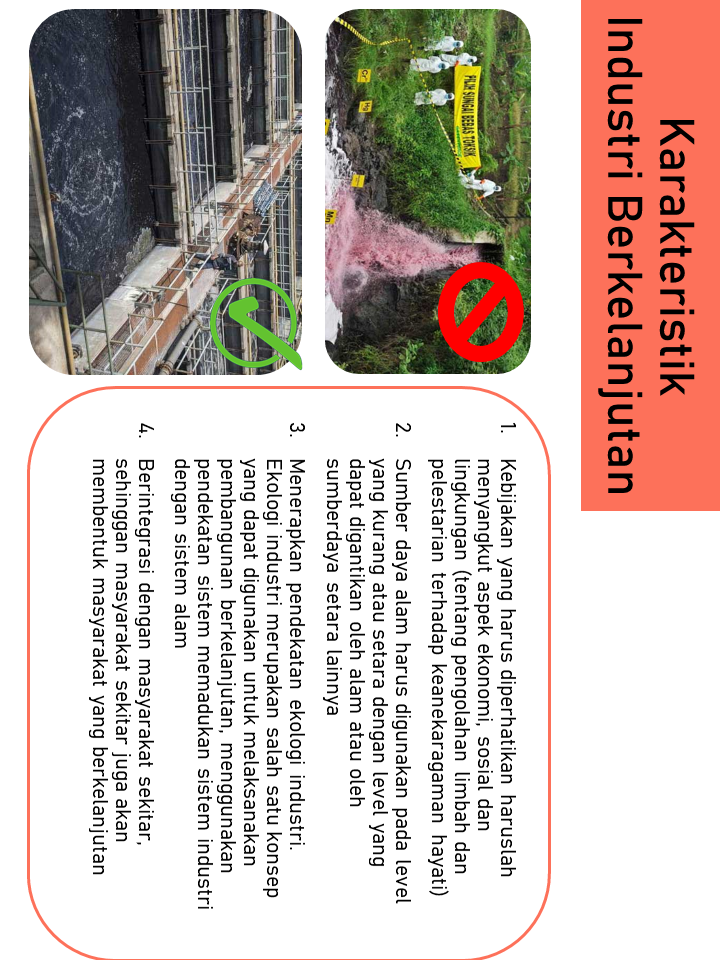 Karakteristik
Industri Berkelanjutan
PILIH SUNGAI BEBAS TOKSIK
Cr
Hg
Mn
1. Kebijakan yang harus diperhatikan haruslah
menyangkut aspek ekonomi, sosial dan
lingkungan (tentang pengolahan limbah dan
pelestarian terhadap keanekaragaman hayati)
2. Sumber daya alam harus digunakan pada level
yang kurang atau setara dengan level yang
dapat digantikan oleh alam atau oleh
sumberdaya setara lainnya
3. Menerapkan pendekatan ekologi industri.
Ekologi industri merupakan salah satu konsep
yang dapat digunakan untuk melaksanakan
pembangunan berkelanjutan, menggunakan
pendekatan sistem memadukan sistem industri
dengan sistem alam
4. Berintegrasi dengan masyarakat sekitar,
sehinggan masyarakat sekitar juga akan
membentuk masyarakat yang berkelanjutan